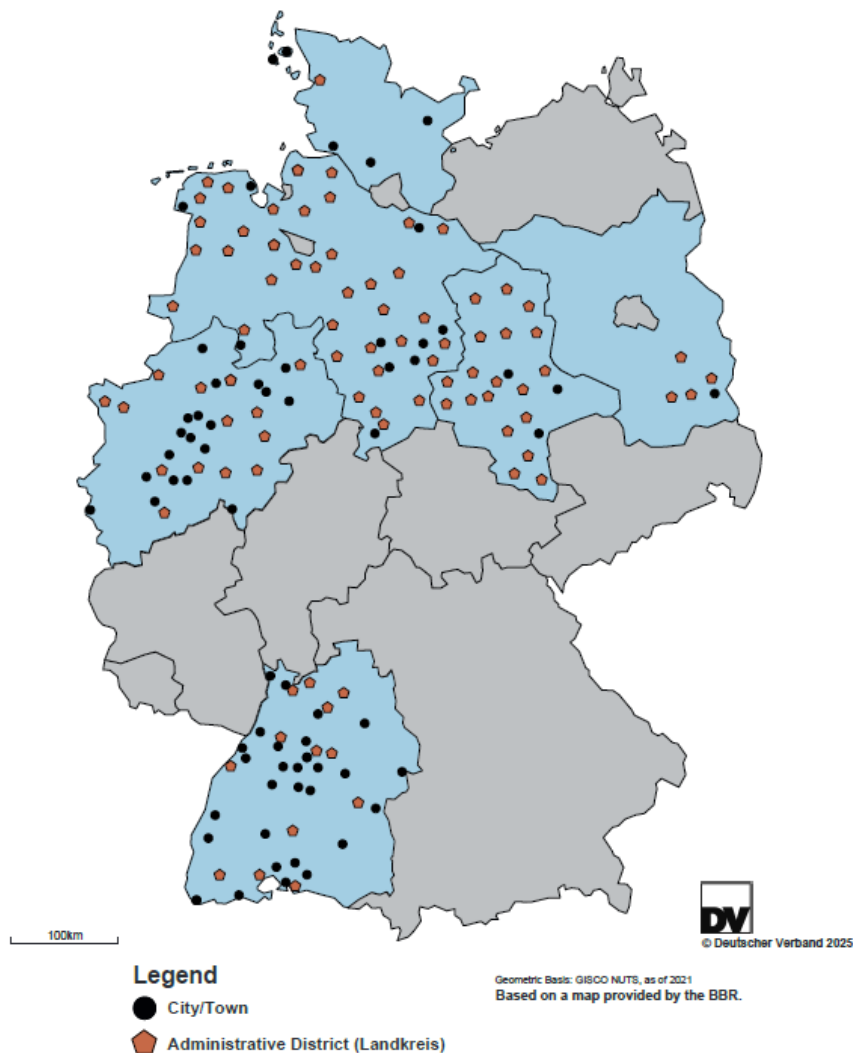 DV
© Deutscher Verband 2025
100km
Legend
City/Town
Administrative District (Landkreis)
Geometric Basis: GISCO NUTS, as of 2021
Based on a map provided by the BBR.